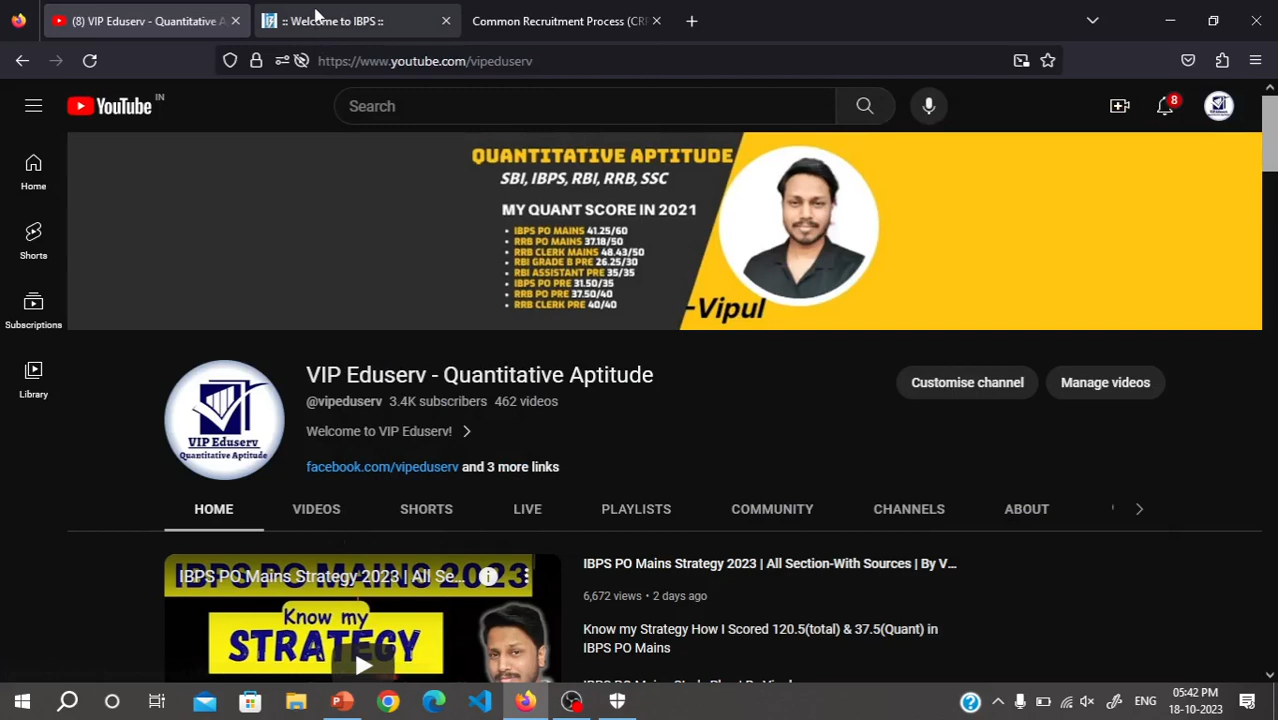 (8) VIP Eduserv - Quantitative A
:: Welcome to IBPS ::
Common Recruitment Process (CRP
https://www.youtube.com/vipeduserv
YouTube IN
Search
8
Home
Shorts
Subscriptions
Library
QUANTITATIVE APTITUDE
SBI, IBPS, RBI, RRB, SSC
MY QUANT SCORE IN 2021
• IBPS PO MAINS 41.25/60
• RRB PO MAINS 37.18/50
• RRB CLERK MAINS 48.43/50
• RBI GRADE B PRE 26.25/30
• RBI ASSISTANT PRE 35/35
• IBPS PO PRE 31.50/35
• RRB PO PRE 37.50/40
• RRB CLERK PRE 40/40
-Vipul
VIP Eduserv
Quantitative Aptitude
VIP Eduserv - Quantitative Aptitude
@vipeduserv 3.4K subscribers 462 videos
Welcome to VIP Eduserv!
facebook.com/vipeduserv and 3 more links
Customise channel
Manage videos
HOME
VIDEOS
SHORTS
LIVE
PLAYLISTS
COMMUNITY
CHANNELS
ABOUT
IBPS PO MAINS 2023
IBPS PO Mains Strategy 2023 | All Se...
Know my
STRATEGY
IBPS PO Mains Strategy 2023 | All Section-With Sources | By V...
6,672 views • 2 days ago
Know my Strategy How I Scored 120.5(total) & 37.5(Quant) in
IBPS PO Mains
ENG
05:42 PM
18-10-2023